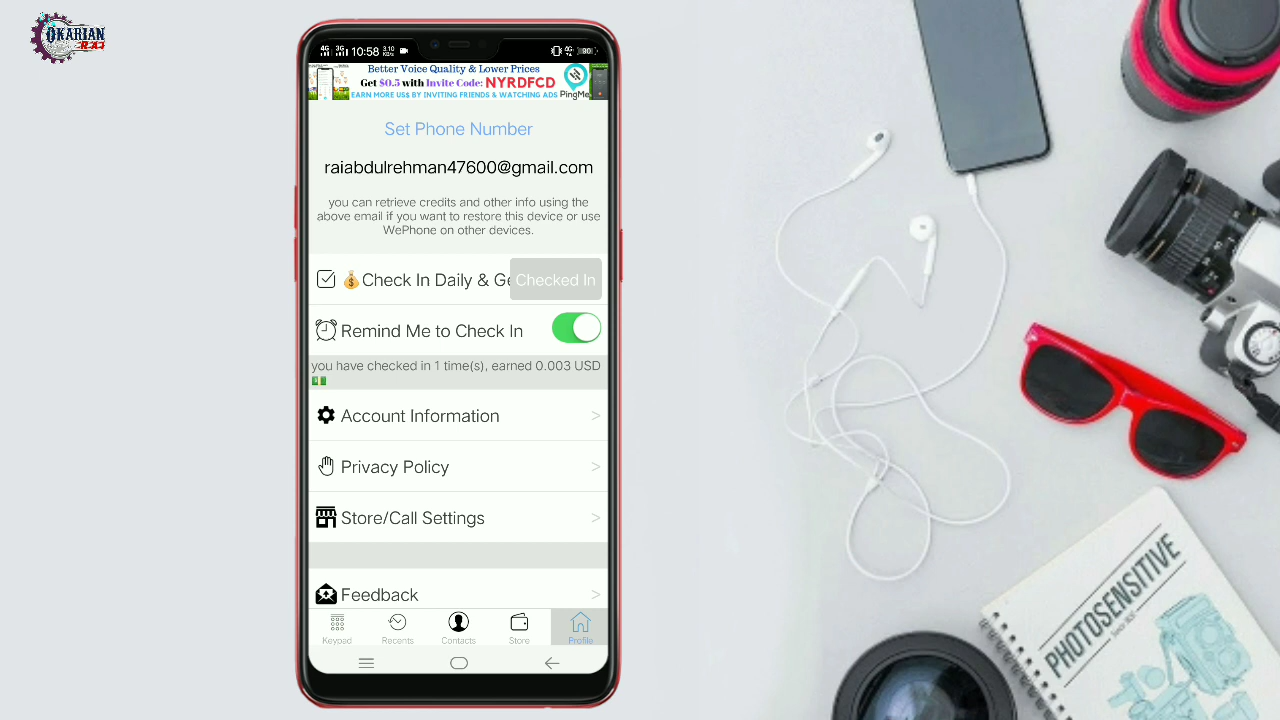 OKARIAN
RAI
10:58
90
Better Voice Quality & Lower Prices
Get $0.5 with Invite Code: NYRDFCD
EARN MORE US$ BY INVITING FRIENDS & WATCHING ADS
PingMe
Set Phone Number
raiabdulrehman47600@gmail.com
you can retrieve credits and other info using the
above email if you want to restore this device or use
WePhone on other devices.
💰Check In Daily & Ge
Checked In
Remind Me to Check In
you have checked in 1 time(s), earned 0.003 USD
💵
Account Information >
Privacy Policy >
Store/Call Settings >
Feedback >
Keypad Recents Contacts Store Profile
PHOTOSENSITIVE